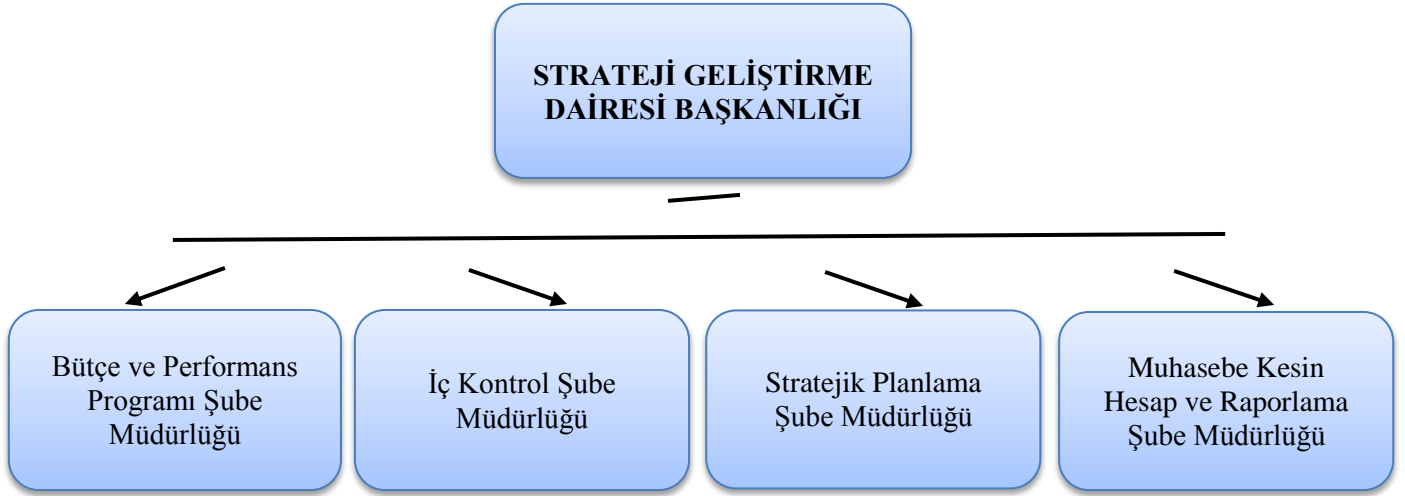 STRATEJİ GELİŞTİRME
DAİRESİ BAŞKANLIĞI
Bütçe ve Performans
Programı Şube
Müdürlüğü
İç Kontrol Şube
Müdürlüğü
Stratejik Planlama
Şube Müdürlüğü
Muhasebe Kesin
Hesap ve Raporlama
Şube Müdürlüğü